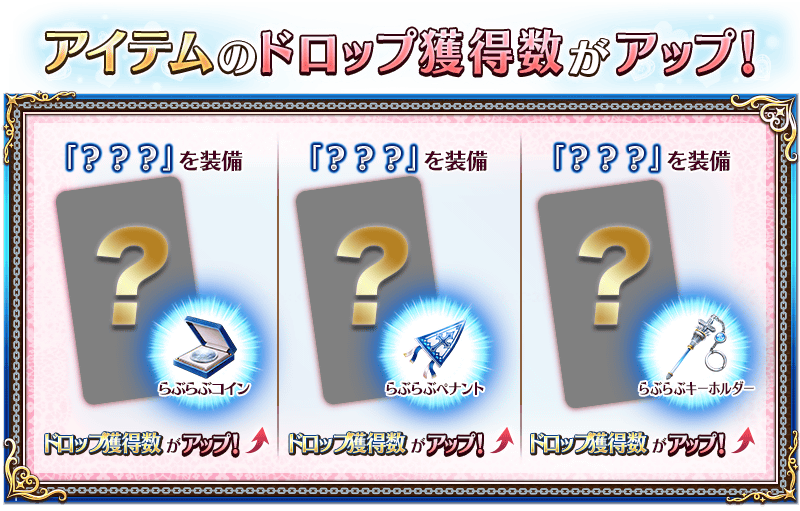 アイテムのドロップ獲得数がアップ!
『???』を装備
?
らぶらぶコイン
ドロップ獲得数がアップ!
『???』を装備
?
らぶらぶペナント
ドロップ獲得数がアップ!
『???』を装備
?
らぶらぶキーホルダー
ドロップ獲得数がアップ!